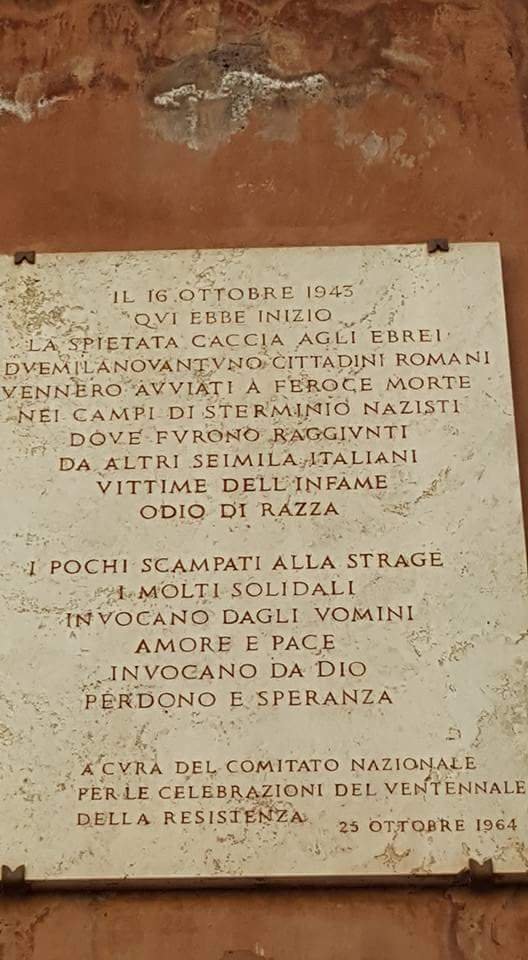 IL 16 OTTOBRE 1943
QVI EBBE INIZIO
LA SPIETATA CACCIA AGLI EBREI
DVEMILANOVANTVNO CITTADINI ROMANI
VENNERO AVVIATI A FEROCE MORTE
NEI CAMPI DI STERMINIO NAZISTI
DOVE FVRONO RAGGIVNTI
DA ALTRI SEIMILA ITALIANI
VITTIME DELL'INFAME
ODIO DI RAZZA
I POCHI SCAMPATI ALLA STRAGE
I MOLTI SOLIDALI
INVOCANO DAGLI VOMINI
AMORE E PACE
INVOCANO DA DIO
PERDONO E SPERANZA
A CVRA DEL COMITATO NAZIONALE
PER LE CELEBRAZIONI DEL VENTENNALE
DELLA RESISTENZA
25 OTTOBRE 1964